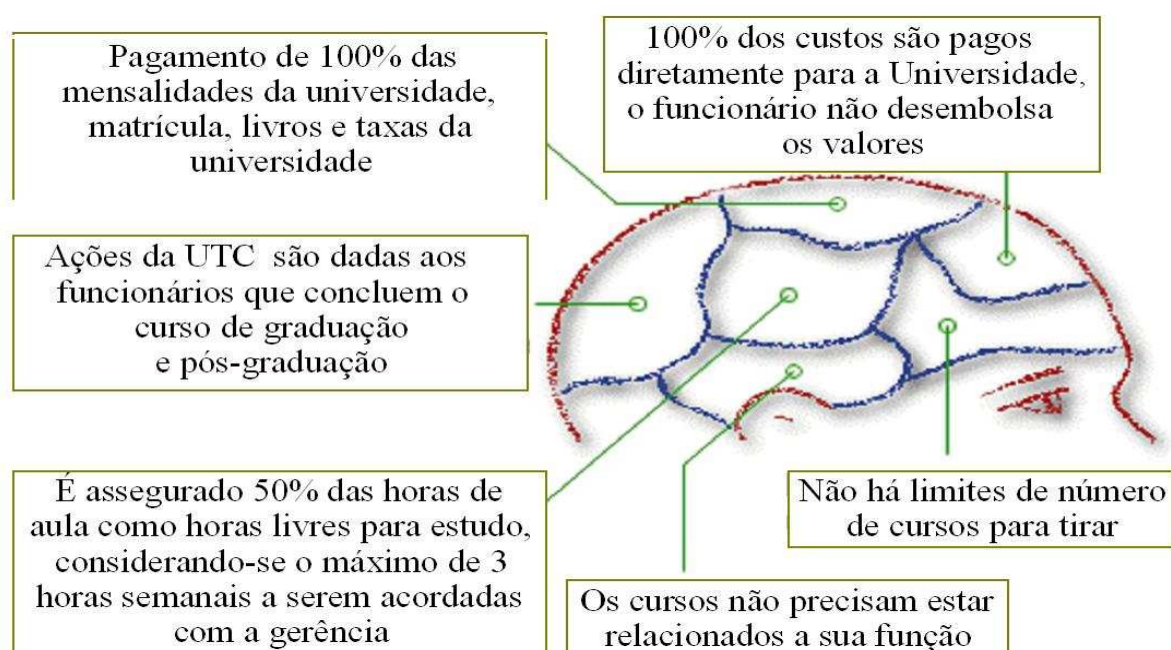 Pagamento de 100% das
mensalidades da universidade,
matrícula, livros e taxas da
universidade
100% dos custos são pagos
diretamente para a Universidade,
o funcionário não desembolsa
os valores
Ações da UTC são dadas aos
funcionários que concluem o
curso de graduação
e pós-graduação
É assegurado 50% das horas de
aula como horas livres para estudo,
considerando-se o máximo de 3
horas semanais a serem acordadas
com a gerência
Não há limites de número
de cursos para tirar
Os cursos não precisam estar
relacionados a sua função